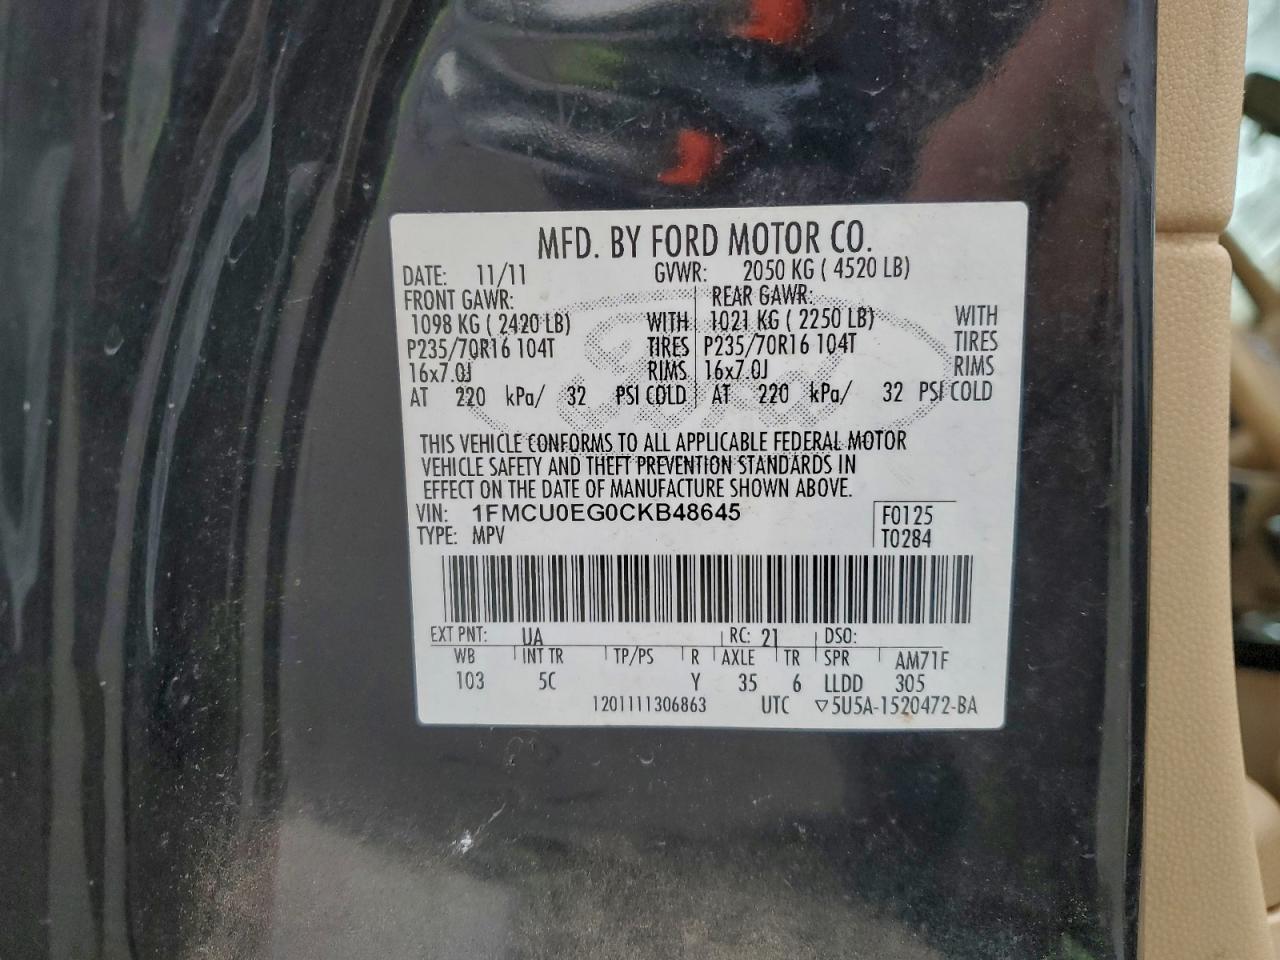 MFD. BY FORD MOTOR CO.
DATE: 11/11 GVWR: 2050 KG ( 4520 LB)
FRONT GAWR: REAR GAWR:
1098 KG ( 2420 LB) WITH 1021 KG ( 2250 LB) WITH
P235/70R16 104T TIRES P235/70R16 104T TIRES
16x7.0J RIMS 16x7.0J RIMS
AT 220 kPa/ 32 PSI COLD AT 220 kPa/ 32 PSI COLD
THIS VEHICLE CONFORMS TO ALL APPLICABLE FEDERAL MOTOR
VEHICLE SAFETY AND THEFT PREVENTION STANDARDS IN
EFFECT ON THE DATE OF MANUFACTURE SHOWN ABOVE.
VIN: 1FMCU0EG0CKB48645 F0125
TYPE: MPV T0284
EXT PNT: UA RC: 21 DSO:
WB INT TR TP/PS R AXLE TR SPR AM71F
103 5C Y 35 6 LLDD 305
1201111306863 UTC ▽5U5A-1520472-BA
Ford